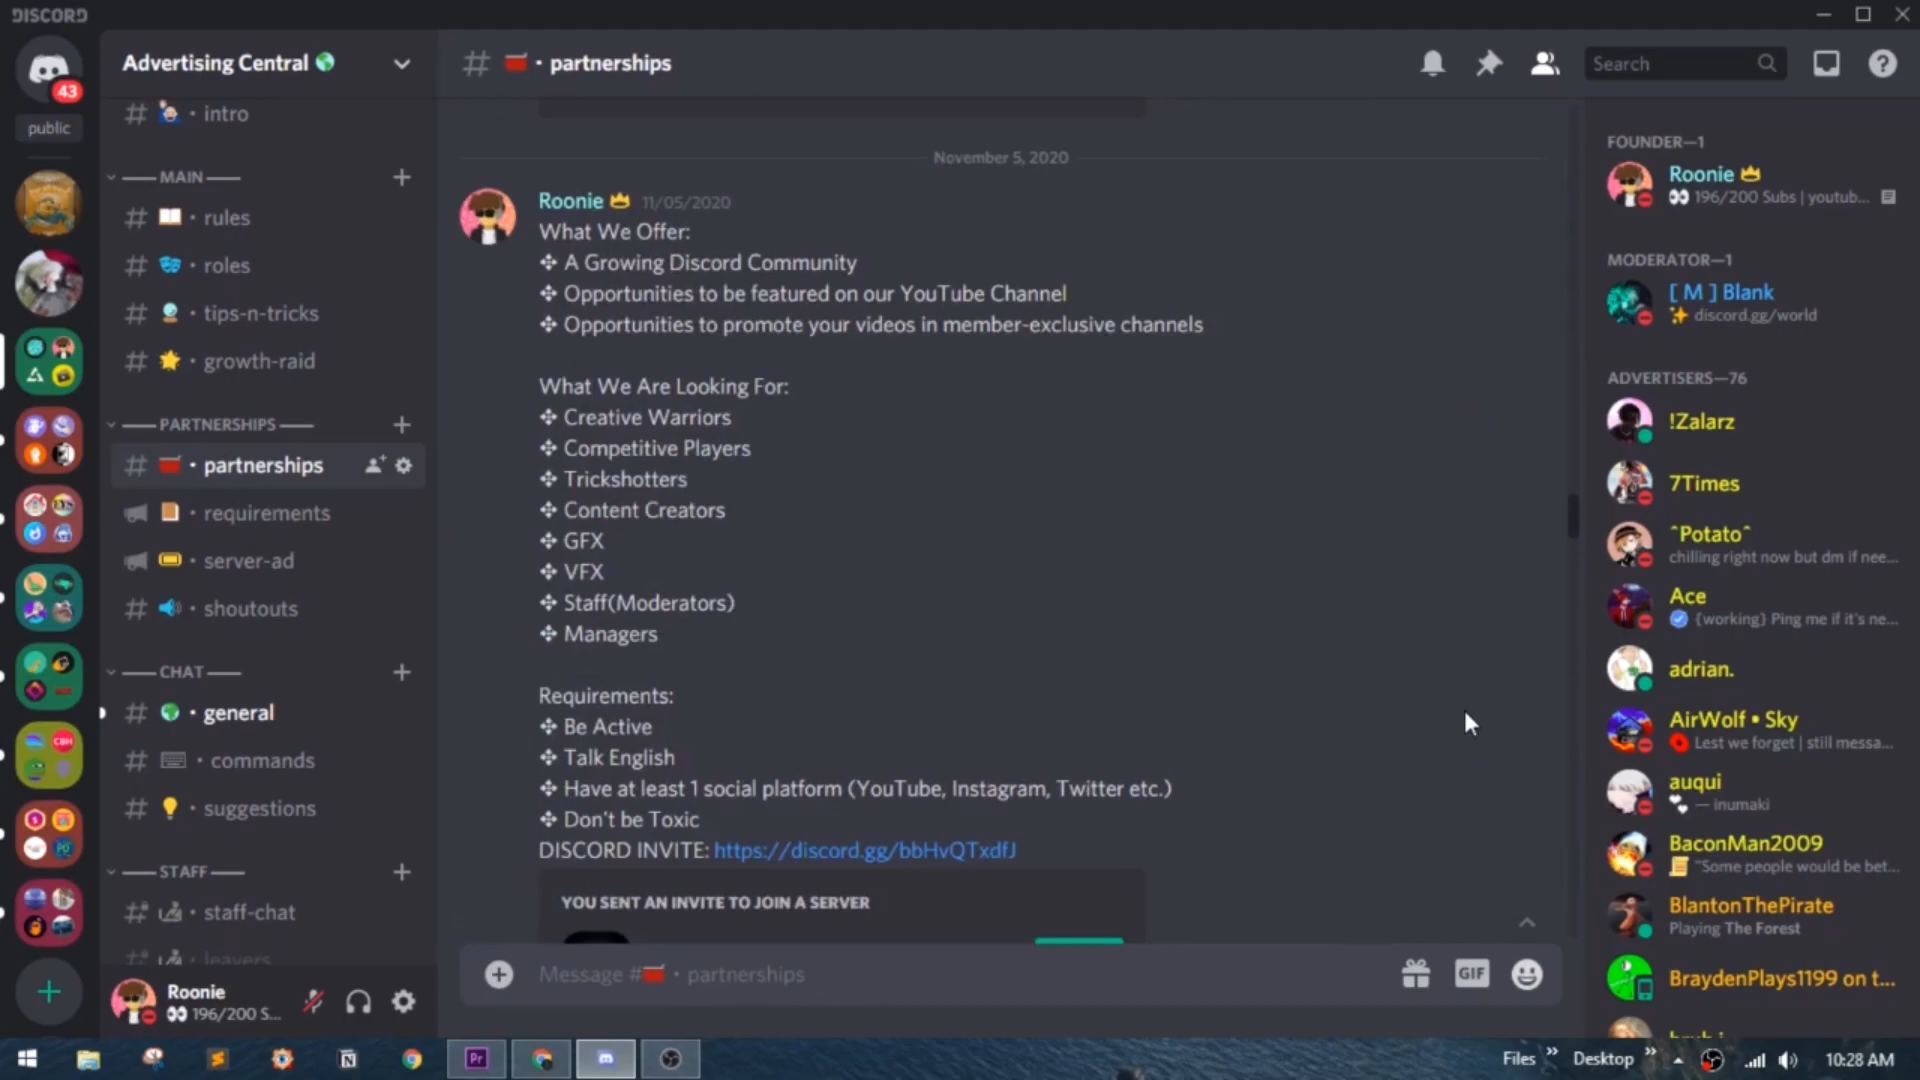 DISCORD
43
public
Advertising Central
intro
MAIN
rules
roles
tips-n-tricks
growth-raid
PARTNERSHIPS
partnerships
requirements
server-ad
shoutouts
CHAT
general
commands
suggestions
STAFF
staff-chat
leavers
Roonie
196/200 S...
# • partnerships
Search
November 5, 2020
Roonie 11/05/2020
What We Offer:
A Growing Discord Community
Opportunities to be featured on our YouTube Channel
Opportunities to promote your videos in member-exclusive channels
What We Are Looking For:
Creative Warriors
Competitive Players
Trickshotters
Content Creators
GFX
VFX
Staff(Moderators)
Managers
Requirements:
Be Active
Talk English
Have at least 1 social platform (YouTube, Instagram, Twitter etc.)
Don't be Toxic
DISCORD INVITE: https://discord.gg/bbHvQTxdfJ
YOU SENT AN INVITE TO JOIN A SERVER
Message # • partnerships
GIF
FOUNDER—1
Roonie
196/200 Subs | youtub...
MODERATOR—1
[ M ] Blank
discord.gg/world
ADVERTISERS—76
!Zalarz
7Times
^Potato^
chilling right now but dm if nee...
Ace
{working} Ping me if it's ne...
adrian.
AirWolf • Sky
Lest we forget | still messa...
auqui
— inumaki
BaconMan2009
"Some people would be bet...
BlantonThePirate
Playing The Forest
BraydenPlays1199 on t...
Pr
Files
Desktop
10:28 AM